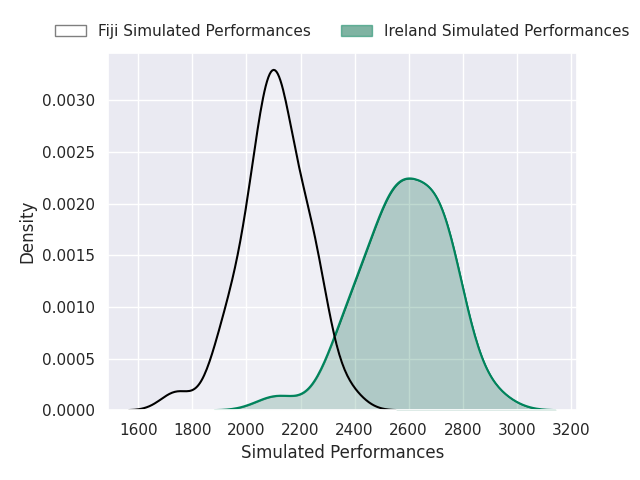 Fiji Simulated Performances
Ireland Simulated Performances
0.0030
0.0025
0.0020
0.0015
0.0010
0.0005
0.0000
Density
1600 1800 2000 2200 2400 2600 2800 3000 3200
Simulated Performances